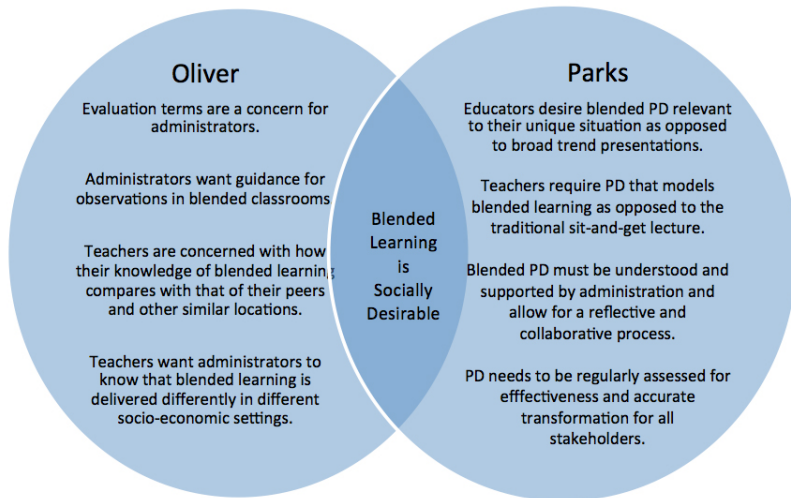 Oliver
Evaluation terms are a concern for
administrators.
Administrators want guidance for
observations in blended classrooms
Teachers are concerned with how
their knowledge of blended learning
compares with that of their peers
and other similar locations.
Teachers want administrators to
know that blended learning is
delivered differently in different
socio-economic settings.
Blended
Learning
is
Socially
Desirable
Parks
Educators desire blended PD relevant
to their unique situation as opposed
to broad trend presentations.
Teachers require PD that models
blended learning as opposed to the
traditional sit-and-get lecture.
Blended PD must be understood and
supported by administration and
allow for a reflective and
collaborative process.
PD needs to be regularly assessed for
efffectiveness and accurate
transformation for all
stakeholders.